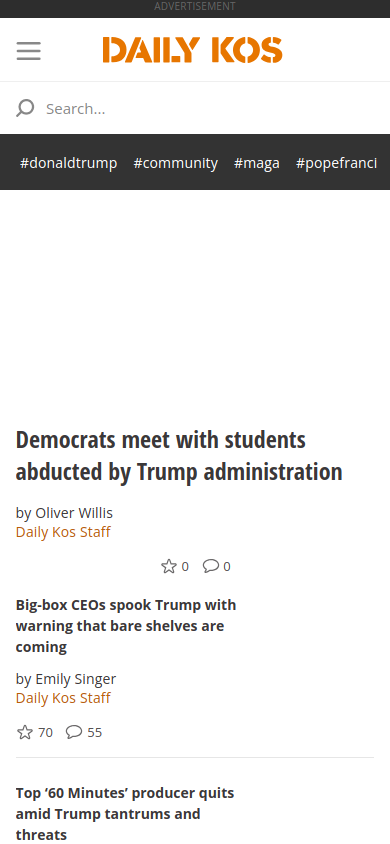 ADVERTISEMENT
DAILY KOS
Search...
#donaldtrump #community #maga #popefranci
Democrats meet with students
abducted by Trump administration
by Oliver Willis
Daily Kos Staff
0 0
Big-box CEOs spook Trump with
warning that bare shelves are
coming
by Emily Singer
Daily Kos Staff
70 55
Top ‘60 Minutes’ producer quits
amid Trump tantrums and
threats